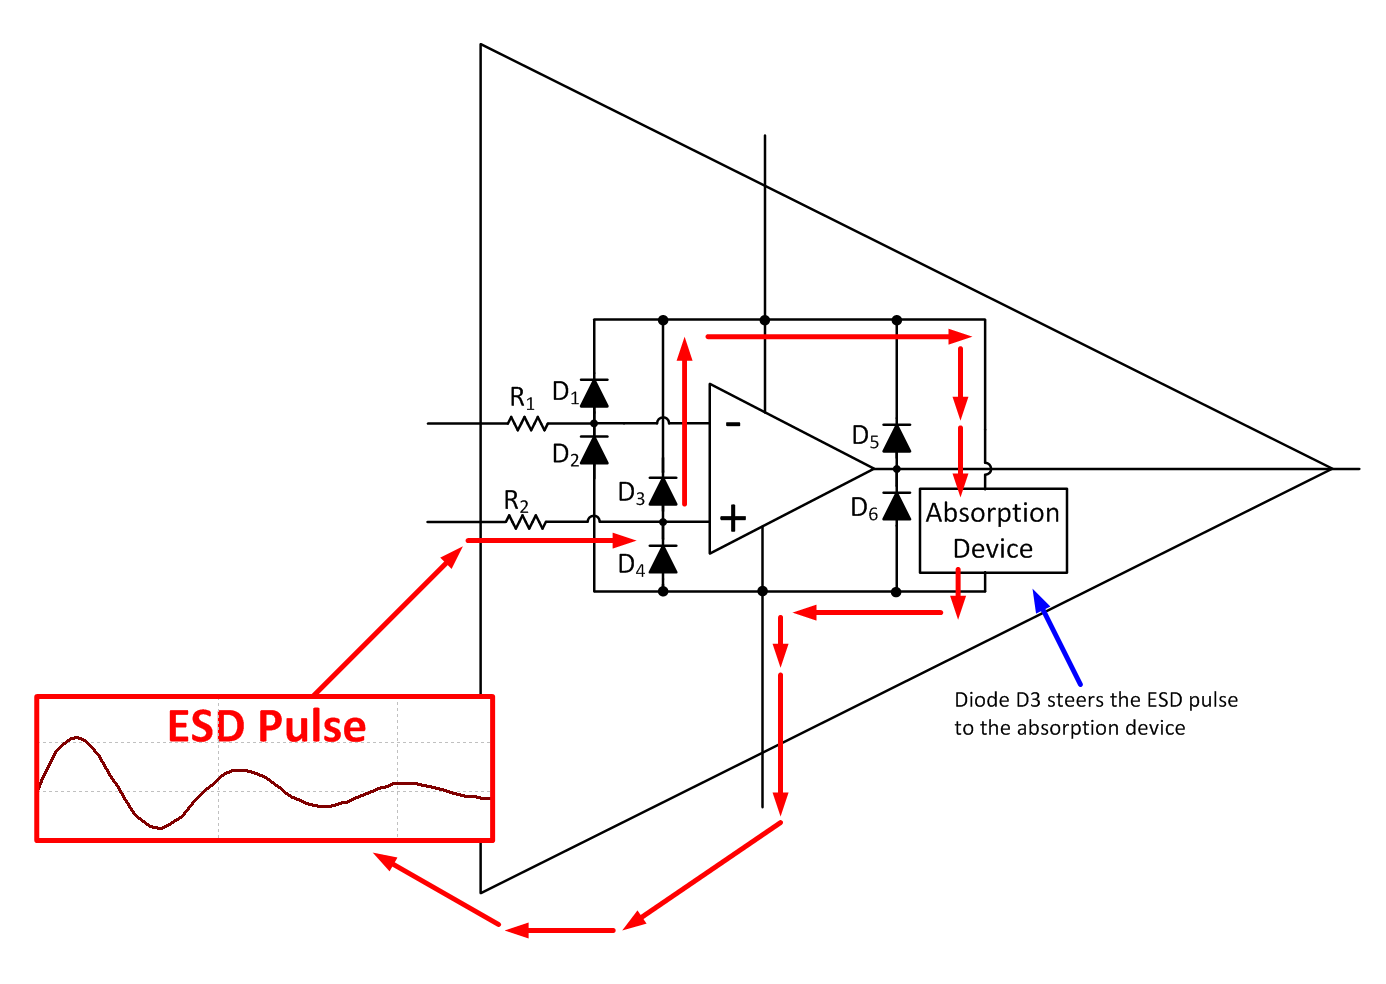 D1
R1
-
D2
D5
D3
R2
D6
+
Absorption
Device
D4
ESD Pulse
Diode D3 steers the ESD pulse
to the absorption device